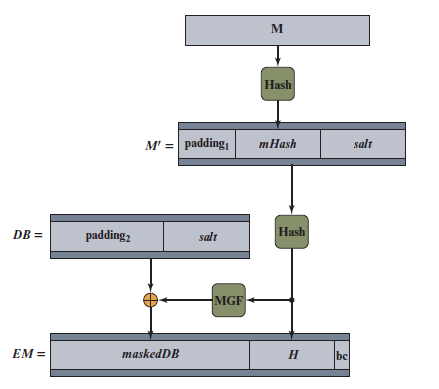 M
Hash
M' = padding₁ mHash salt
Hash
DB = padding₂ salt
MGF
EM = maskedDB H bc